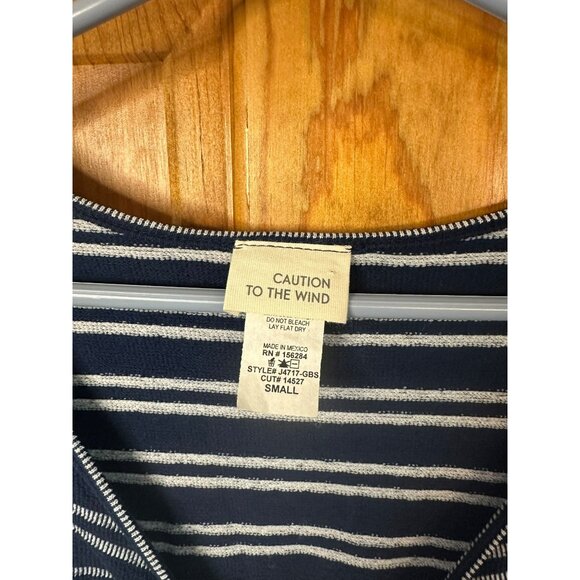 CAUTION
TO THE WIND
DO NOT BLEACH
LAY FLAT DRY
MADE IN MEXICO
RN # 156284
STYLE# J4717-GBS
CUT# 14527
SMALL